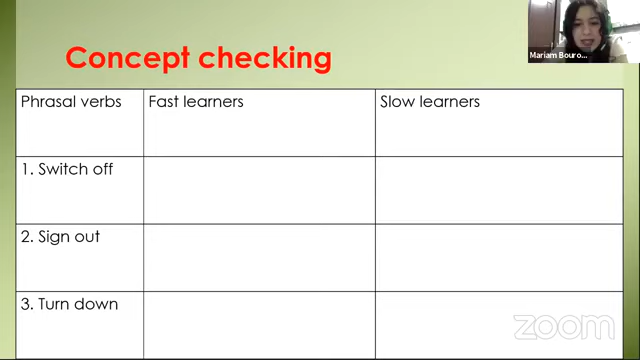 Concept checking
Mariam Bouro...
Phrasal verbs
Fast learners
Slow learners
1. Switch off
2. Sign out
3. Turn down
zoom